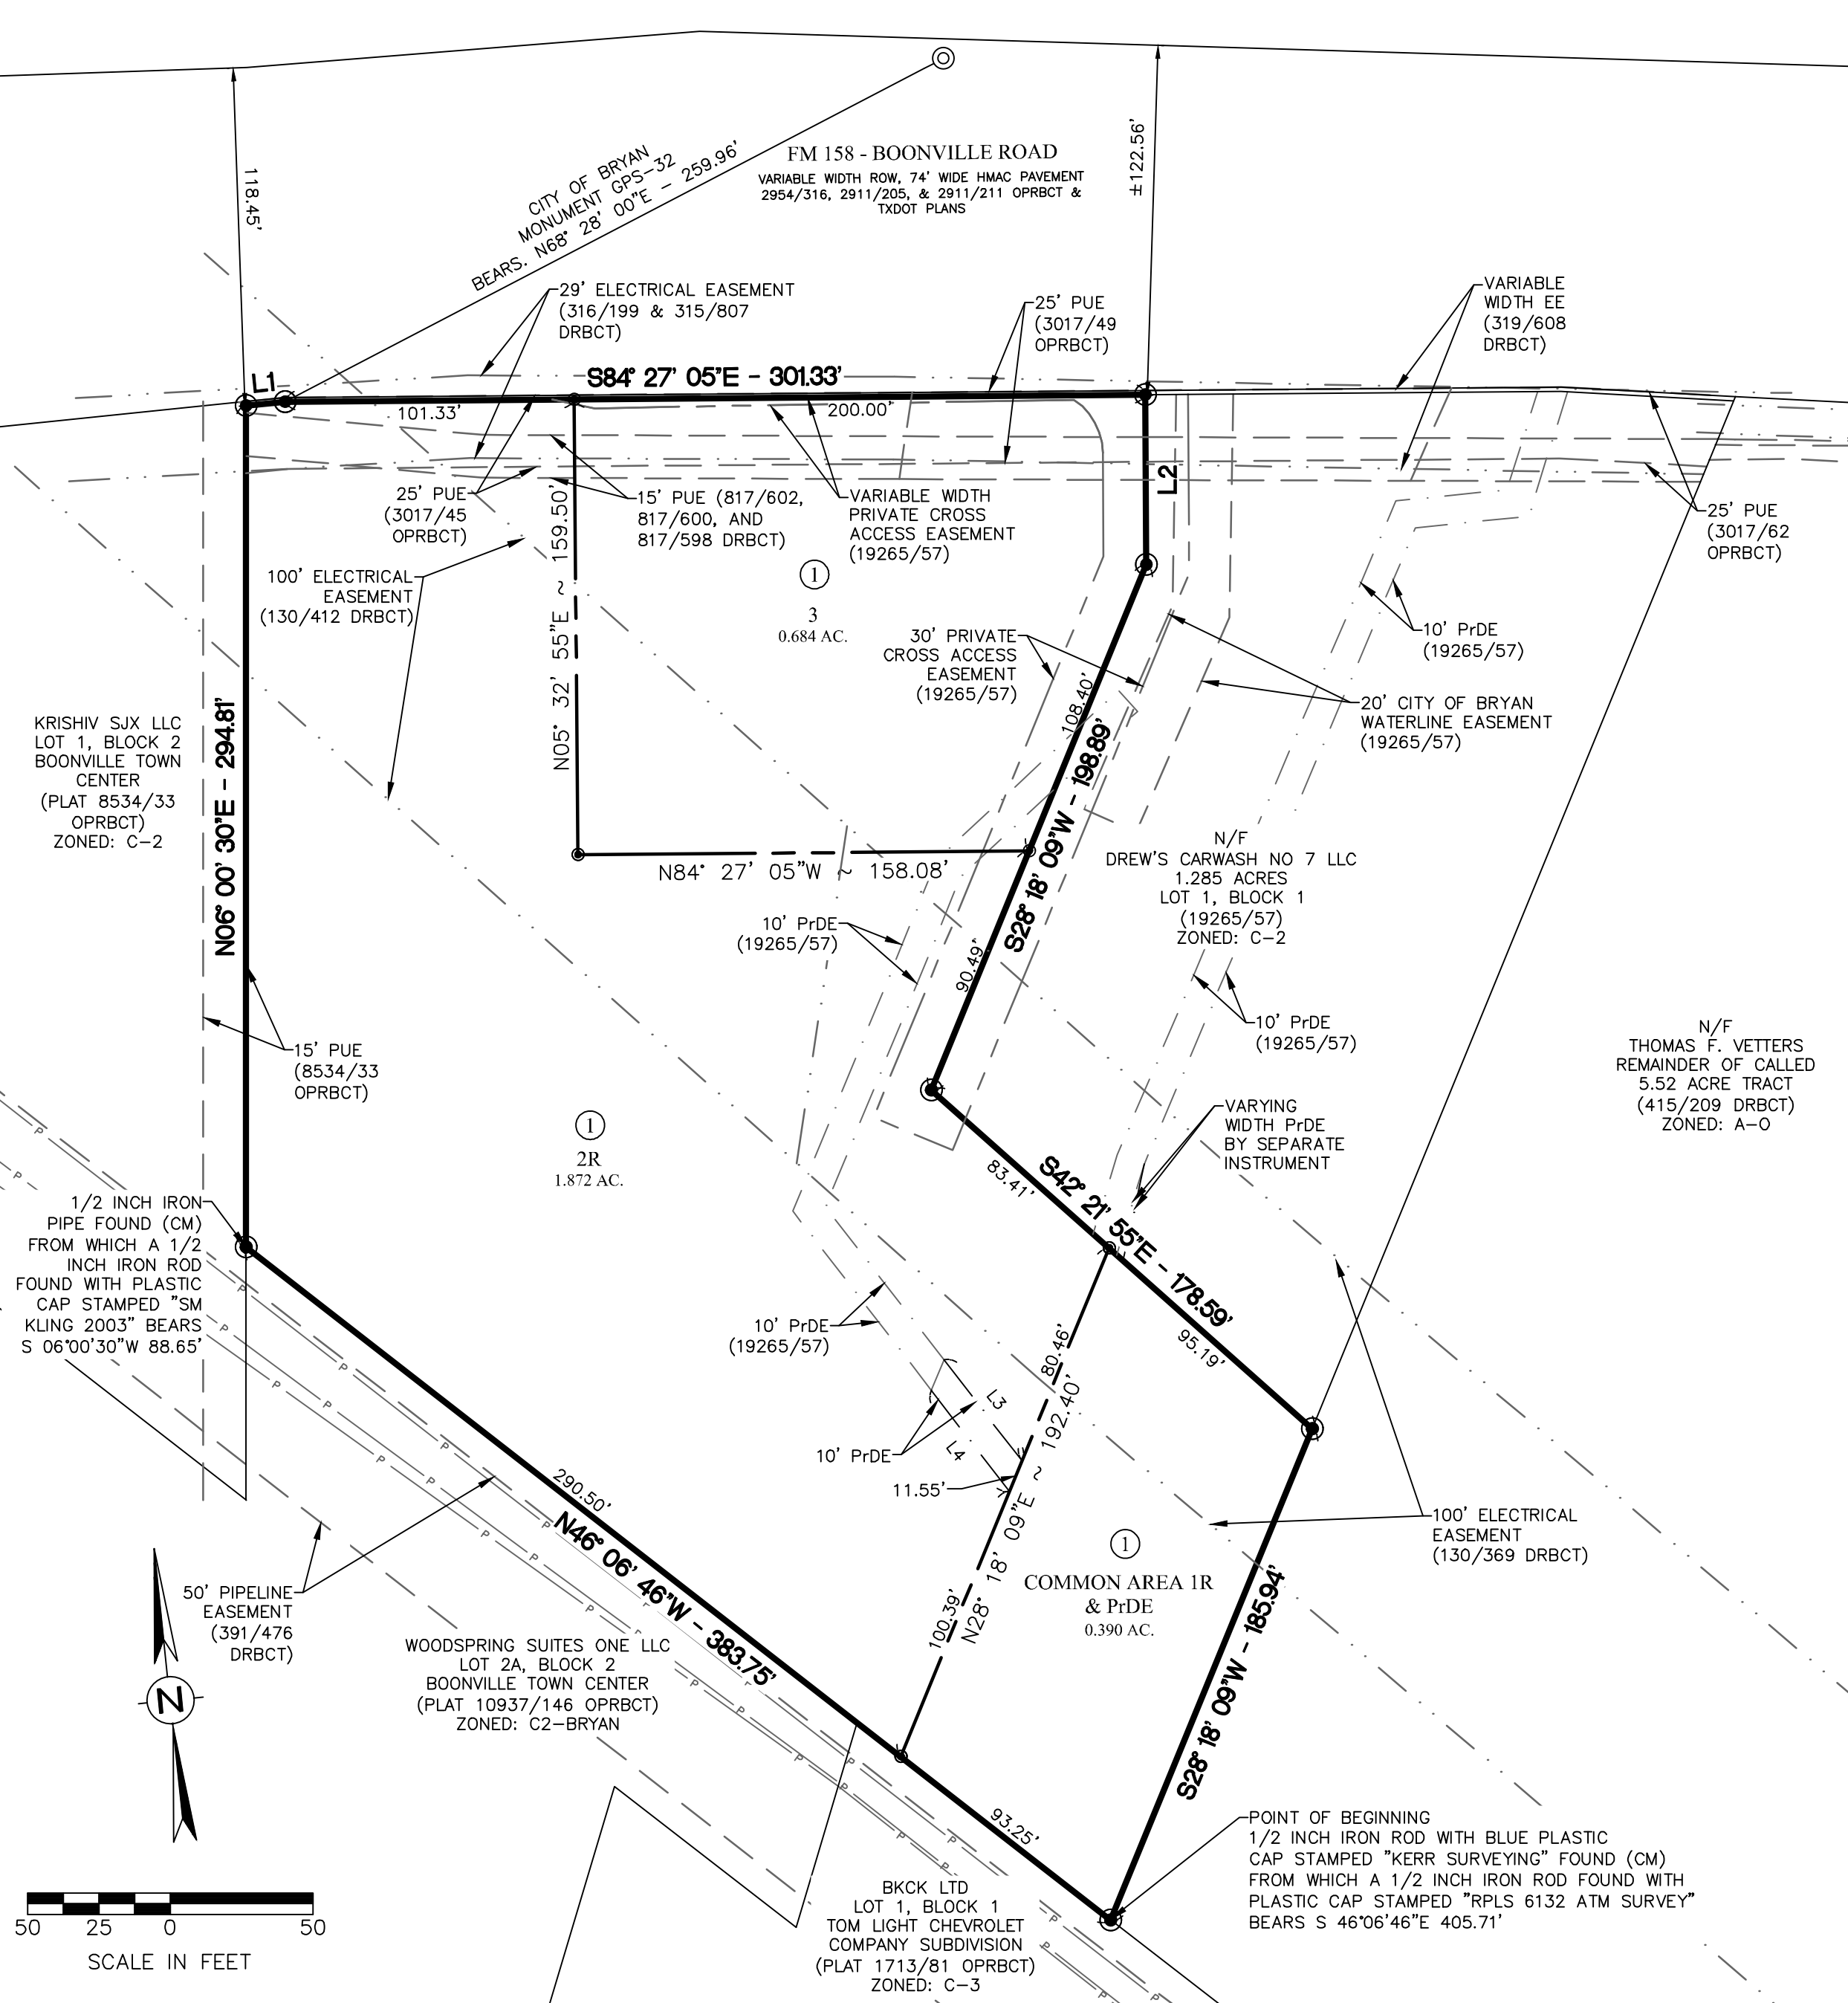 118.45'
CITY OF BRYAN
MONUMENT GPS-32
BEARS. N68° 28' 00"E - 259.96'
FM 158 - BOONVILLE ROAD
VARIABLE WIDTH ROW, 74' WIDE HMAC PAVEMENT
2954/316, 2911/205, & 2911/211 OPRBCT &
TXDOT PLANS
±122.56'
29' ELECTRICAL EASEMENT
(316/199 & 315/807
DRBCT)
25' PUE
(3017/49
OPRBCT)
VARIABLE
WIDTH EE
(319/608
DRBCT)
L1
S84° 27' 05"E - 301.33'
101.33'
200.00'
L2
25' PUE
(3017/45
OPRBCT)
15' PUE (817/602,
817/600, AND
817/598 DRBCT)
VARIABLE WIDTH
PRIVATE CROSS
ACCESS EASEMENT
(19265/57)
25' PUE
(3017/62
OPRBCT)
100' ELECTRICAL
EASEMENT
(130/412 DRBCT)
N05° 32' 55"E ~ 159.50'
1
3
0.684 AC.
30' PRIVATE
CROSS ACCESS
EASEMENT
(19265/57)
10' PrDE
(19265/57)
20' CITY OF BRYAN
WATERLINE EASEMENT
(19265/57)
108.40'
S28° 18' 09"W - 198.89'
90.49'
KRISHIV SJX LLC
LOT 1, BLOCK 2
BOONVILLE TOWN
CENTER
(PLAT 8534/33
OPRBCT)
ZONED: C-2
N06° 00' 30"E - 294.81'
N84° 27' 05"W ~ 158.08'
N/F
DREW'S CARWASH NO 7 LLC
1.285 ACRES
LOT 1, BLOCK 1
(19265/57)
ZONED: C-2
10' PrDE
(19265/57)
10' PrDE
(19265/57)
15' PUE
(8534/33
OPRBCT)
N/F
THOMAS F. VETTERS
REMAINDER OF CALLED
5.52 ACRE TRACT
(415/209 DRBCT)
ZONED: A-O
1
2R
1.872 AC.
VARYING
WIDTH PrDE
BY SEPARATE
INSTRUMENT
83.41'
S42° 21' 55"E - 178.59'
95.19'
1/2 INCH IRON
PIPE FOUND (CM)
FROM WHICH A 1/2
INCH IRON ROD
FOUND WITH PLASTIC
CAP STAMPED "SM
KLING 2003" BEARS
S 06°00'30"W 88.65'
10' PrDE
(19265/57)
80.46'
N28° 18' 09"E ~ 192.40'
L3
L4
10' PrDE
11.55'
100.39'
290.50'
N46° 06' 46"W - 383.75'
93.25'
100' ELECTRICAL
EASEMENT
(130/369 DRBCT)
1
COMMON AREA 1R
& PrDE
0.390 AC.
S28° 18' 09"W - 185.94'
50' PIPELINE
EASEMENT
(391/476
DRBCT)
WOODSPRING SUITES ONE LLC
LOT 2A, BLOCK 2
BOONVILLE TOWN CENTER
(PLAT 10937/146 OPRBCT)
ZONED: C2-BRYAN
N
POINT OF BEGINNING
1/2 INCH IRON ROD WITH BLUE PLASTIC
CAP STAMPED "KERR SURVEYING" FOUND (CM)
FROM WHICH A 1/2 INCH IRON ROD FOUND WITH
PLASTIC CAP STAMPED "RPLS 6132 ATM SURVEY"
BEARS S 46°06'46"E 405.71'
BKCK LTD
LOT 1, BLOCK 1
TOM LIGHT CHEVROLET
COMPANY SUBDIVISION
(PLAT 1713/81 OPRBCT)
ZONED: C-3
50 25 0 50
SCALE IN FEET